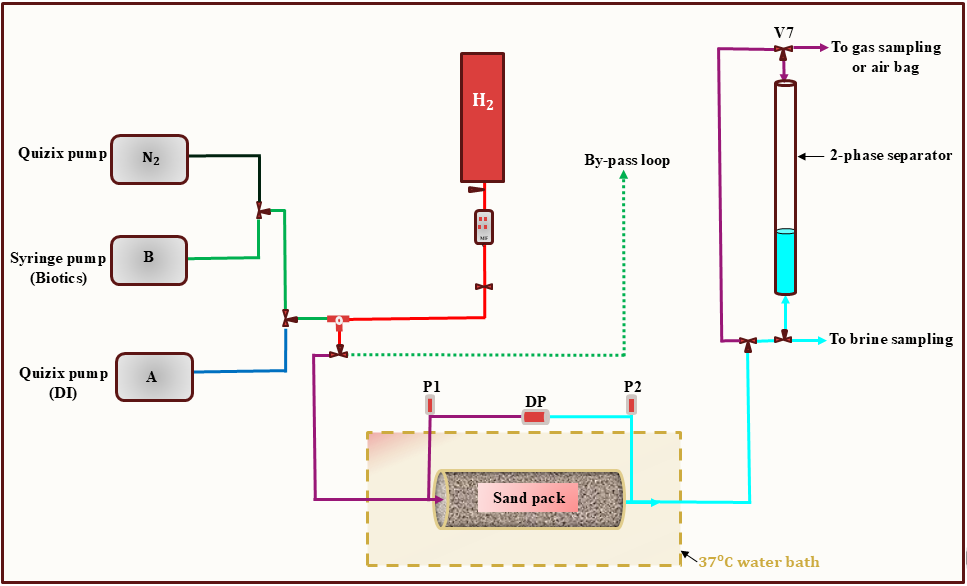 V7
To gas sampling
or air bag
H₂
Quizix pump
N₂
By-pass loop
2-phase separator
Syringe pump
(Biotics)
B
MF
To brine sampling
Quizix pump
(DI)
A
P1
DP
P2
Sand pack
37°C water bath